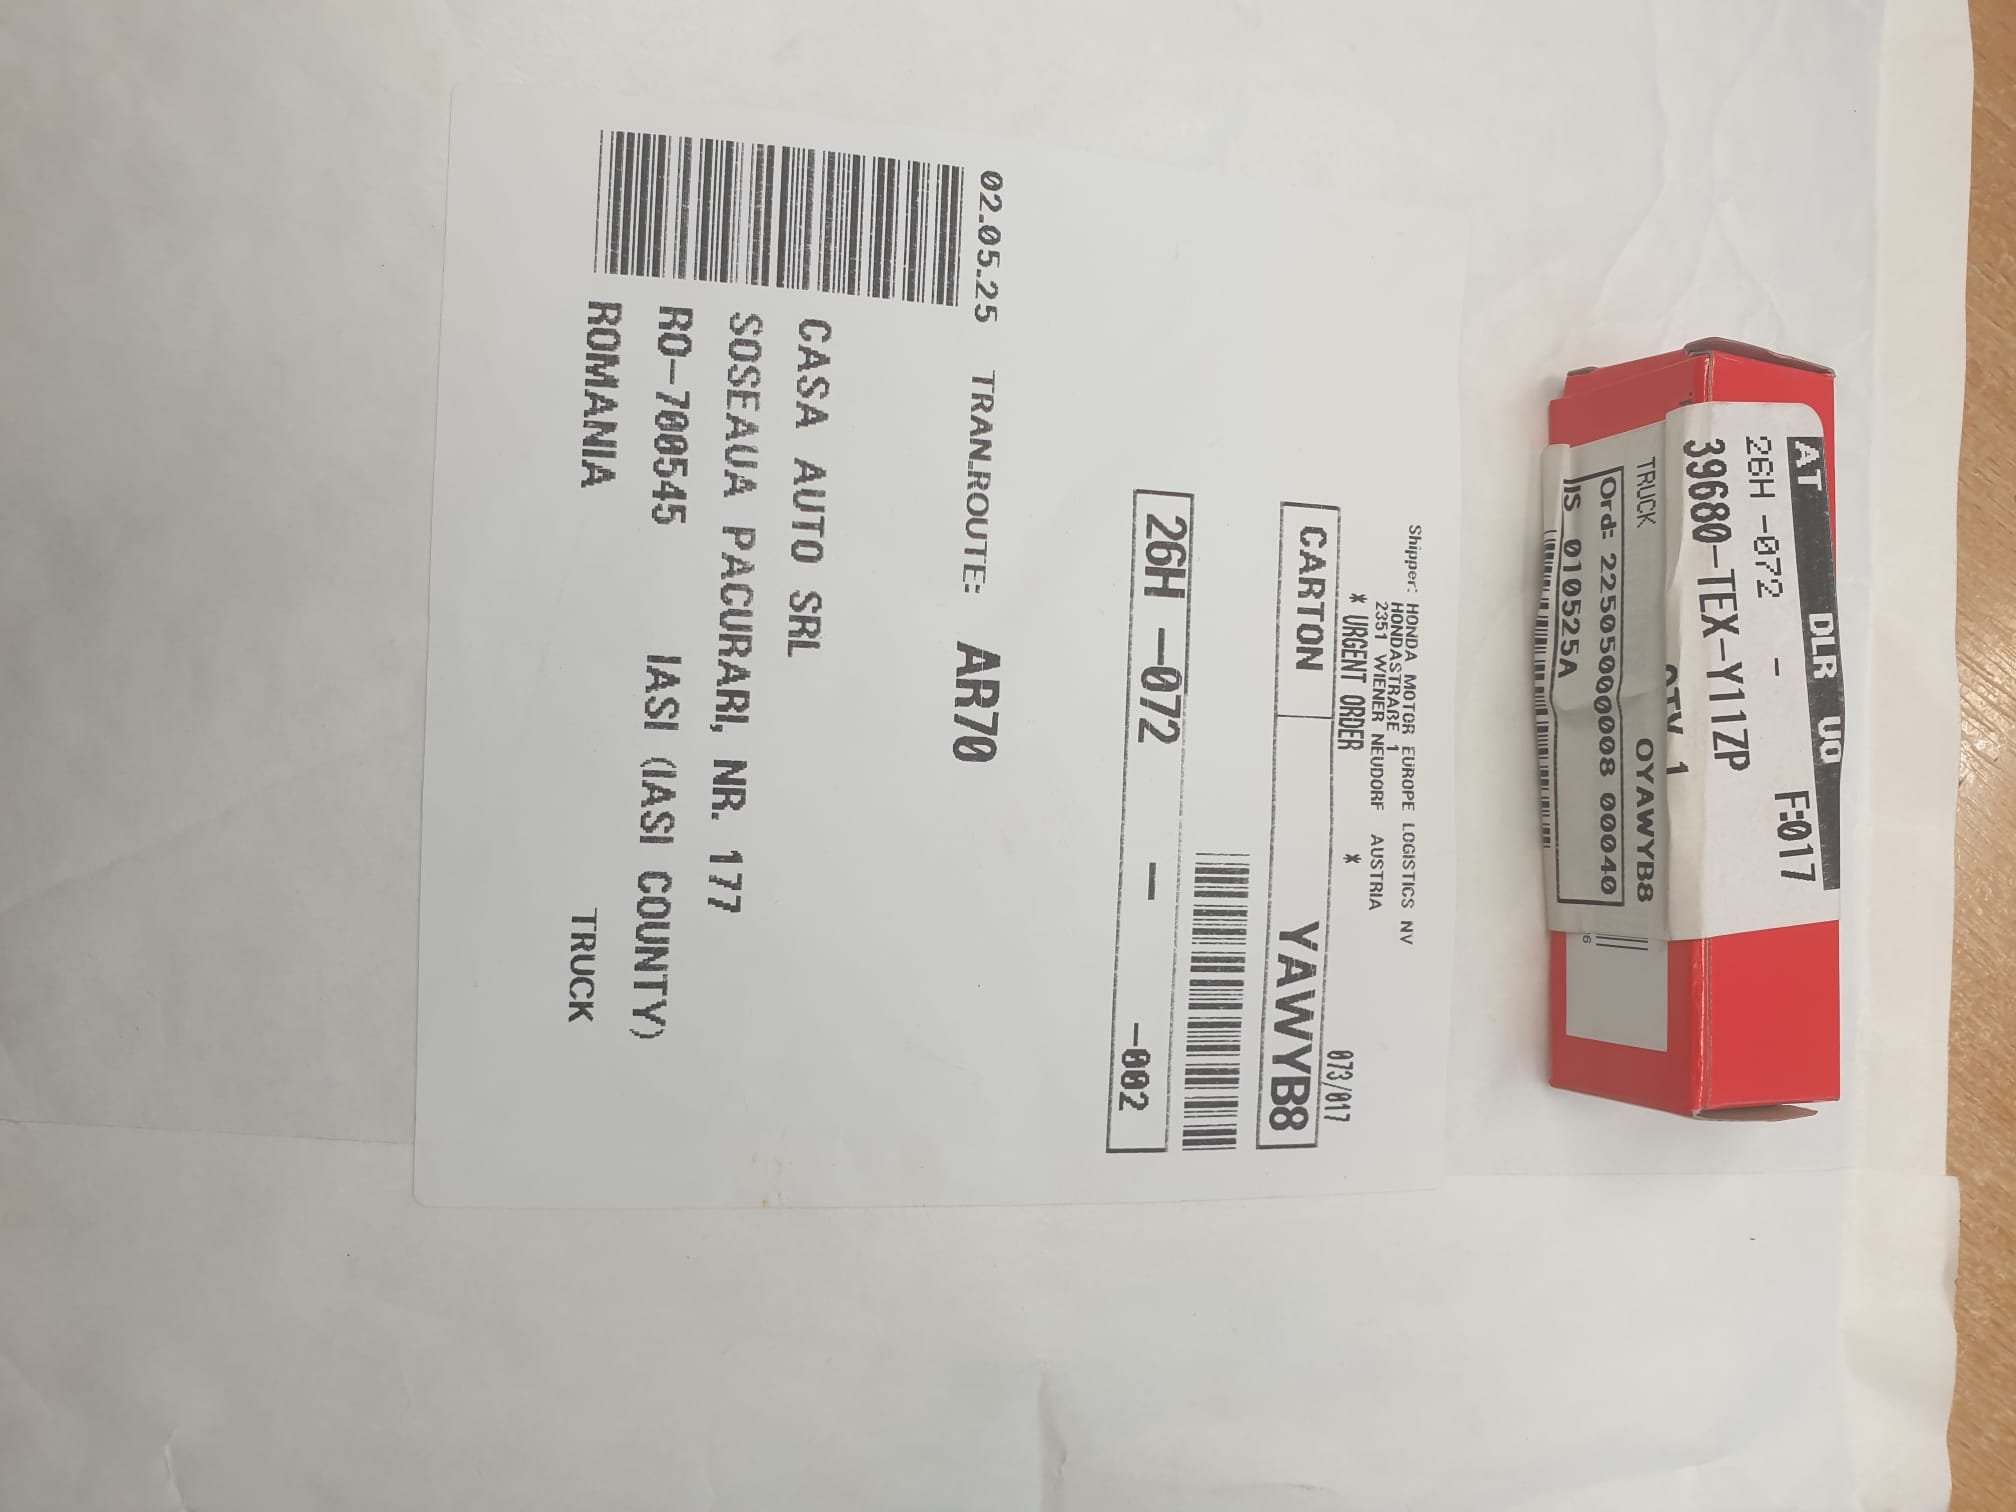 AT DLR UO
F:017
26H -072 -
39680-TEX-Y11ZP
QTY 1
TRUCK OYAWYB8
Ord: 22505000008 00040
IS 010525A
Shipper: HONDA MOTOR EUROPE LOGISTICS NV
HONDASTRAßE 1
2351 WIENER NEUDORF AUSTRIA
* URGENT ORDER *
073/017
CARTON YAWYB8
26H -072 - -002
02.05.25 TRAN.ROUTE: AR70
CASA AUTO SRL
SOSEAUA PACURARI, NR. 177
RO-700545 IASI (IASI COUNTY)
ROMANIA
TRUCK